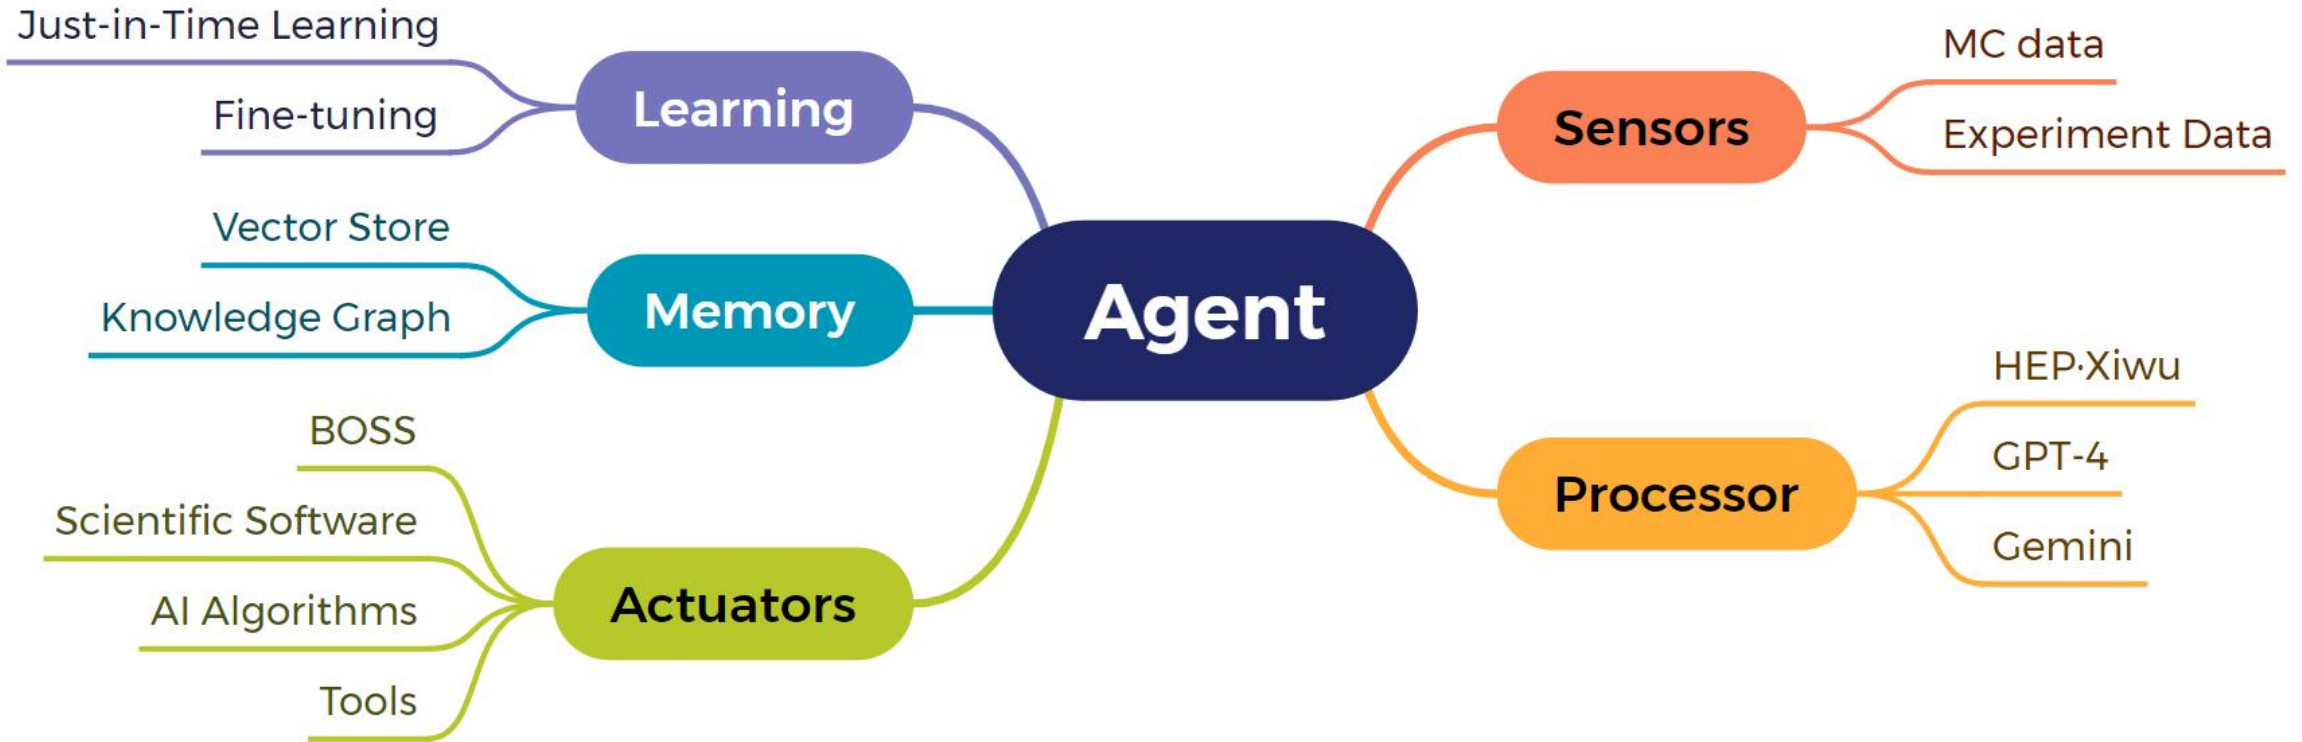 Just-in-Time Learning
Fine-tuning
Learning
Vector Store
Knowledge Graph
Memory
BOSS
Scientific Software
AI Algorithms
Tools
Actuators
Agent
Sensors
MC data
Experiment Data
Processor
HEP·Xiwu
GPT-4
Gemini